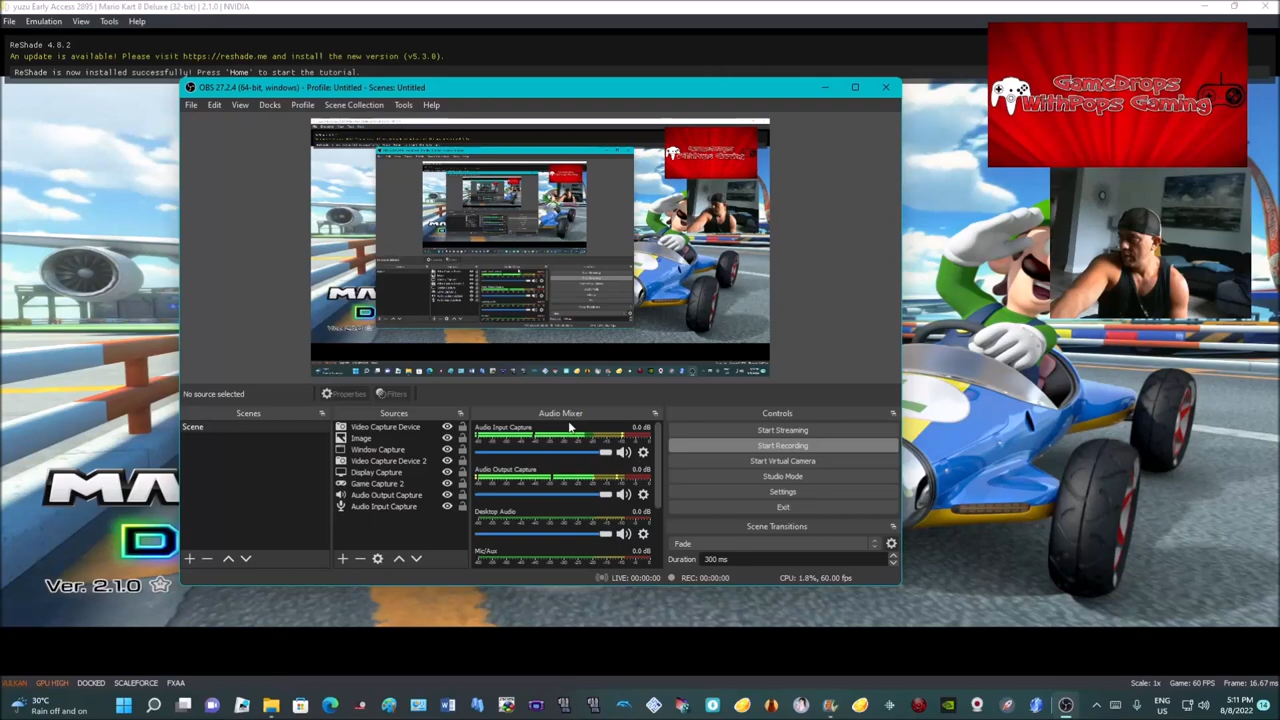 yuzu Early Access 2895 | Mario Kart 8 Deluxe (32-bit) | 2.1.0 | NVIDIA
File Emulation View Tools Help
ReShade 4.8.2
An update is available! Please visit https://reshade.me and install the new version (v5.3.0).
ReShade is now installed successfully! Press 'Home' to start the tutorial.
GameDrops
WithPops Gaming
OBS 27.2.4 (64-bit, windows) - Profile: Untitled - Scenes: Untitled
File Edit View Docks Profile Scene Collection Tools Help
No source selected Properties Filters
Scenes
Scene
Sources
Video Capture Device
Image
Window Capture
Video Capture Device 2
Display Capture
Game Capture 2
Audio Output Capture
Audio Input Capture
Audio Mixer
Audio Input Capture 0.0 dB
Audio Output Capture 0.0 dB
Desktop Audio 0.0 dB
Mic/Aux 0.0 dB
Controls
Start Streaming
Start Recording
Start Virtual Camera
Studio Mode
Settings
Exit
Scene Transitions
Fade
Duration 300 ms
LIVE: 00:00:00 REC: 00:00:00 CPU: 1.8%, 60.00 fps
MA
D
Ver. 2.1.0
VULKAN GPU HIGH DOCKED SCALEFORCE FXAA
Scale: 1x Game: 60 FPS Frame: 16.67 ms
30°C
Rain off and on
ENG
US
5:11 PM
8/8/2022